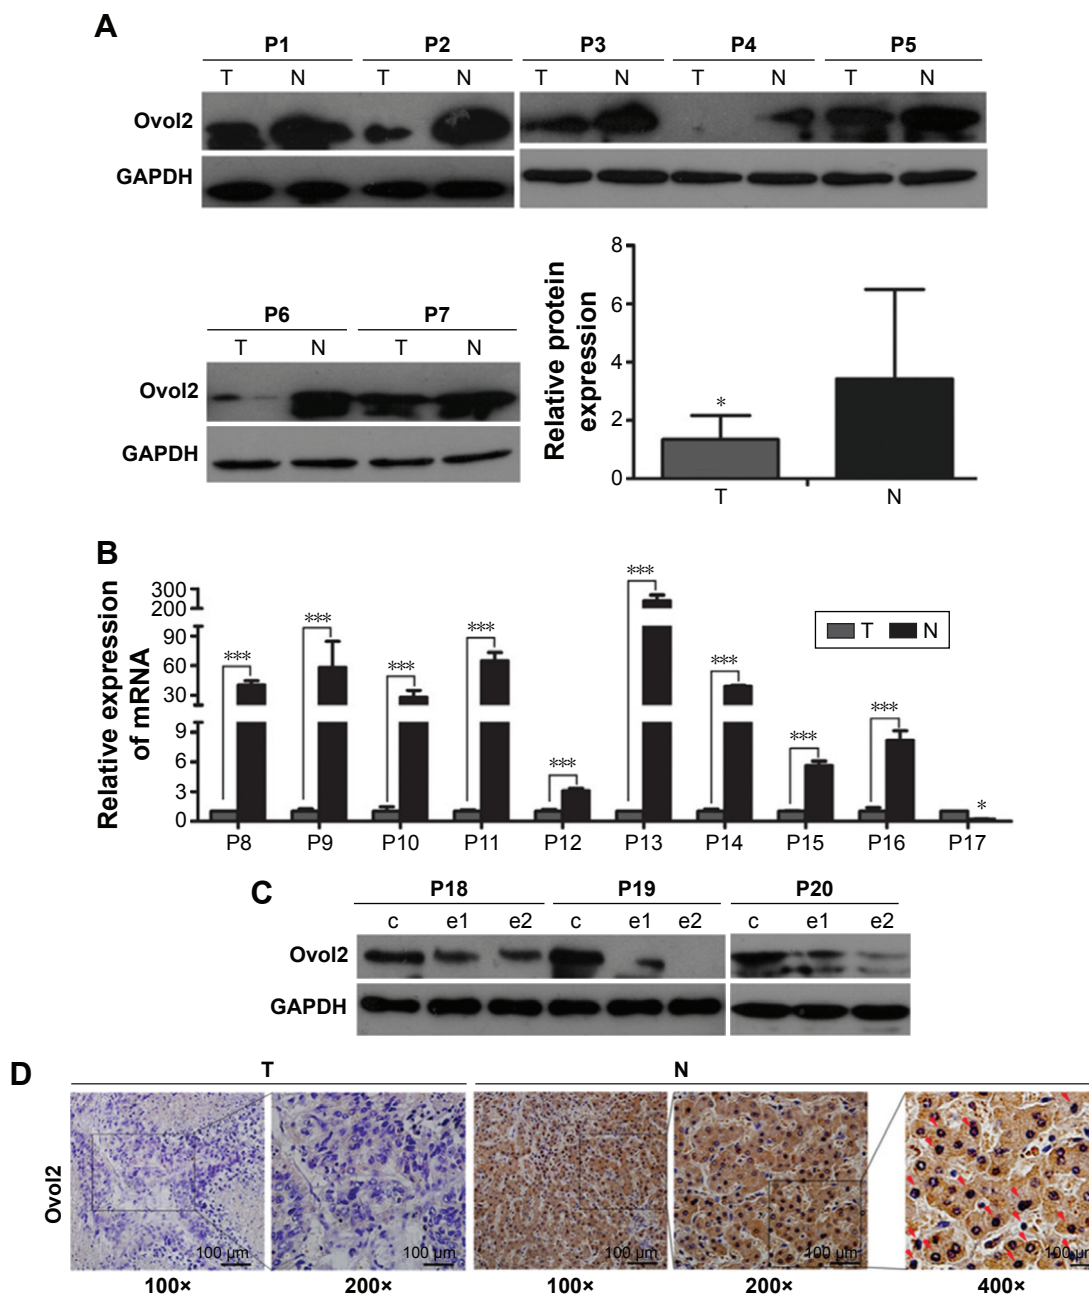 A
P1 P2 P3 P4 P5
T N T N T N T N T N
Ovol2
GAPDH
P6 P7
T N T N
Ovol2
GAPDH
Relative protein
expression
8
6
4
2
0
*
T N
B
Relative expression
of mRNA
300
200
90
60
30
9
6
3
0
*** *** *** *** *** *** *** *** *** *
T N
P8 P9 P10 P11 P12 P13 P14 P15 P16 P17
C
P18 P19 P20
c e1 e2 c e1 e2 c e1 e2
Ovol2
GAPDH
D
T N
Ovol2
100 µm 100 µm 100 µm 100 µm 100 µm
100× 200× 100× 200× 400×